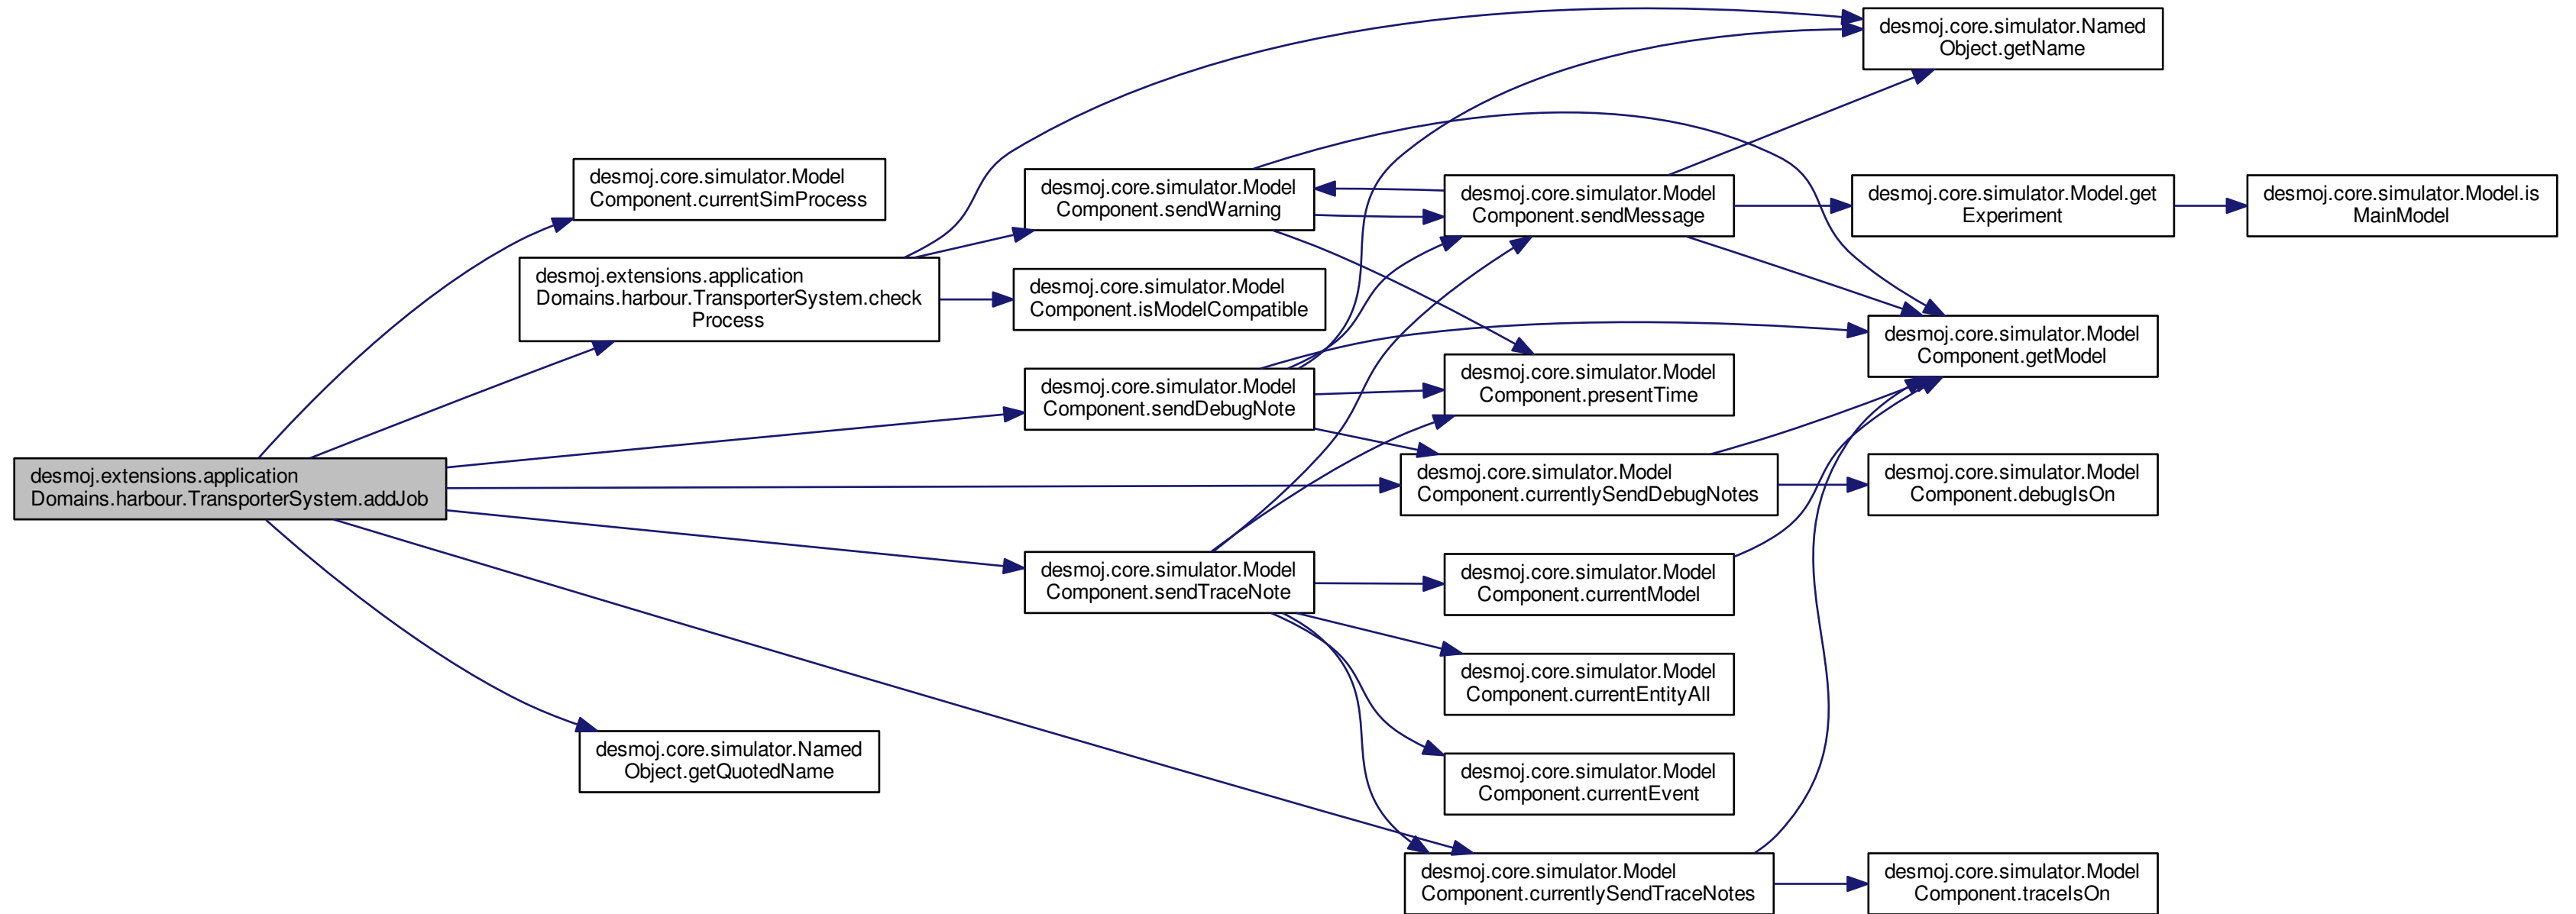 desmoj.core.simulator.Named
Object.getName
desmoj.core.simulator.Model
Component.currentSimProcess
desmoj.core.simulator.Model
Component.sendWarning
desmoj.core.simulator.Model
Component.sendMessage
desmoj.core.simulator.Model.get
Experiment
desmoj.core.simulator.Model.is
MainModel
desmoj.extensions.application
Domains.harbour.TransporterSystem.check
Process
desmoj.core.simulator.Model
Component.isModelCompatible
desmoj.core.simulator.Model
Component.getModel
desmoj.core.simulator.Model
Component.sendDebugNote
desmoj.core.simulator.Model
Component.presentTime
desmoj.extensions.application
Domains.harbour.TransporterSystem.addJob
desmoj.core.simulator.Model
Component.currentlySendDebugNotes
desmoj.core.simulator.Model
Component.debugIsOn
desmoj.core.simulator.Model
Component.sendTraceNote
desmoj.core.simulator.Model
Component.currentModel
desmoj.core.simulator.Model
Component.currentEntityAll
desmoj.core.simulator.Named
Object.getQuotedName
desmoj.core.simulator.Model
Component.currentEvent
desmoj.core.simulator.Model
Component.currentlySendTraceNotes
desmoj.core.simulator.Model
Component.traceIsOn